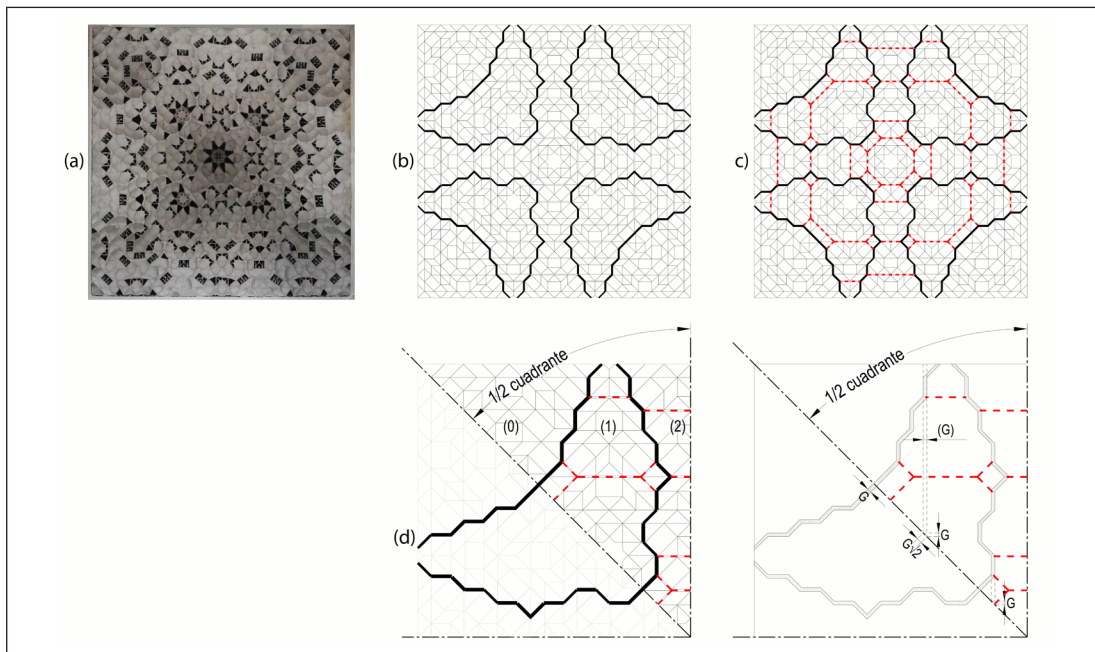 (a)
(b)
(c)
(d)
1/2 cuadrante
(0)
(1)
(2)
1/2 cuadrante
(G)
G
G
G√2
G